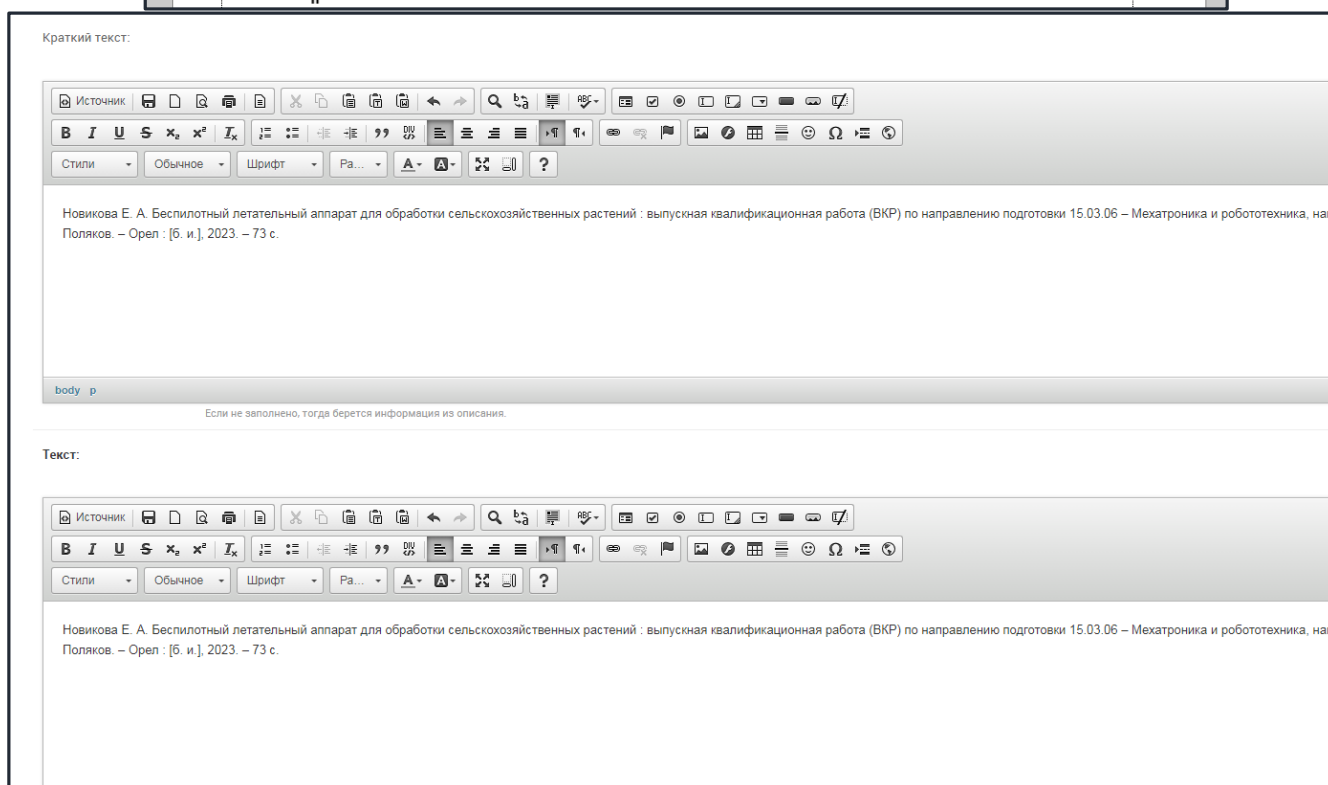 Краткий текст:
Источник
Стили Обычное Шрифт Ра... A A ?
Новикова Е. А. Беспилотный летательный аппарат для обработки сельскохозяйственных растений : выпускная квалификационная работа (ВКР) по направлению подготовки 15.03.06 – Мехатроника и робототехника,
Поляков. – Орел : [б. и.], 2023. – 73 с.
body p
Если не заполнено, тогда берется информация из описания.
Текст:
Источник
Стили Обычное Шрифт Ра... A A ?
Новикова Е. А. Беспилотный летательный аппарат для обработки сельскохозяйственных растений : выпускная квалификационная работа (ВКР) по направлению подготовки 15.03.06 – Мехатроника и робототехника,
Поляков. – Орел : [б. и.], 2023. – 73 с.